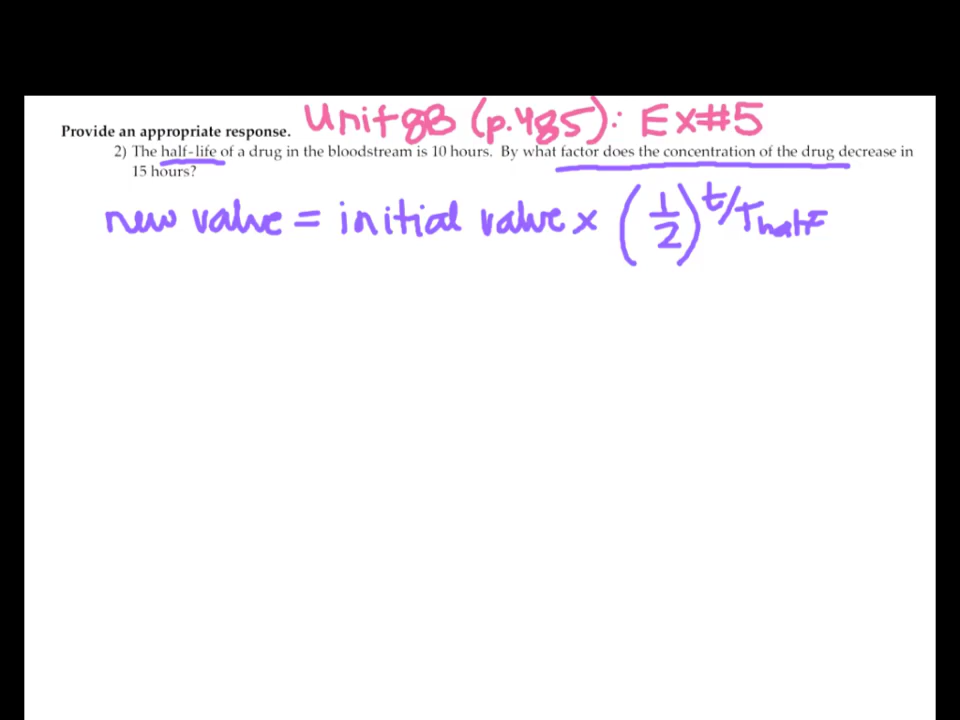 Unit 8B (p.485): Ex#5
Provide an appropriate response.
2) The half-life of a drug in the bloodstream is 10 hours. By what factor does the concentration of the drug decrease in
15 hours?
new value = initial value × (1/2)^t/Thalf